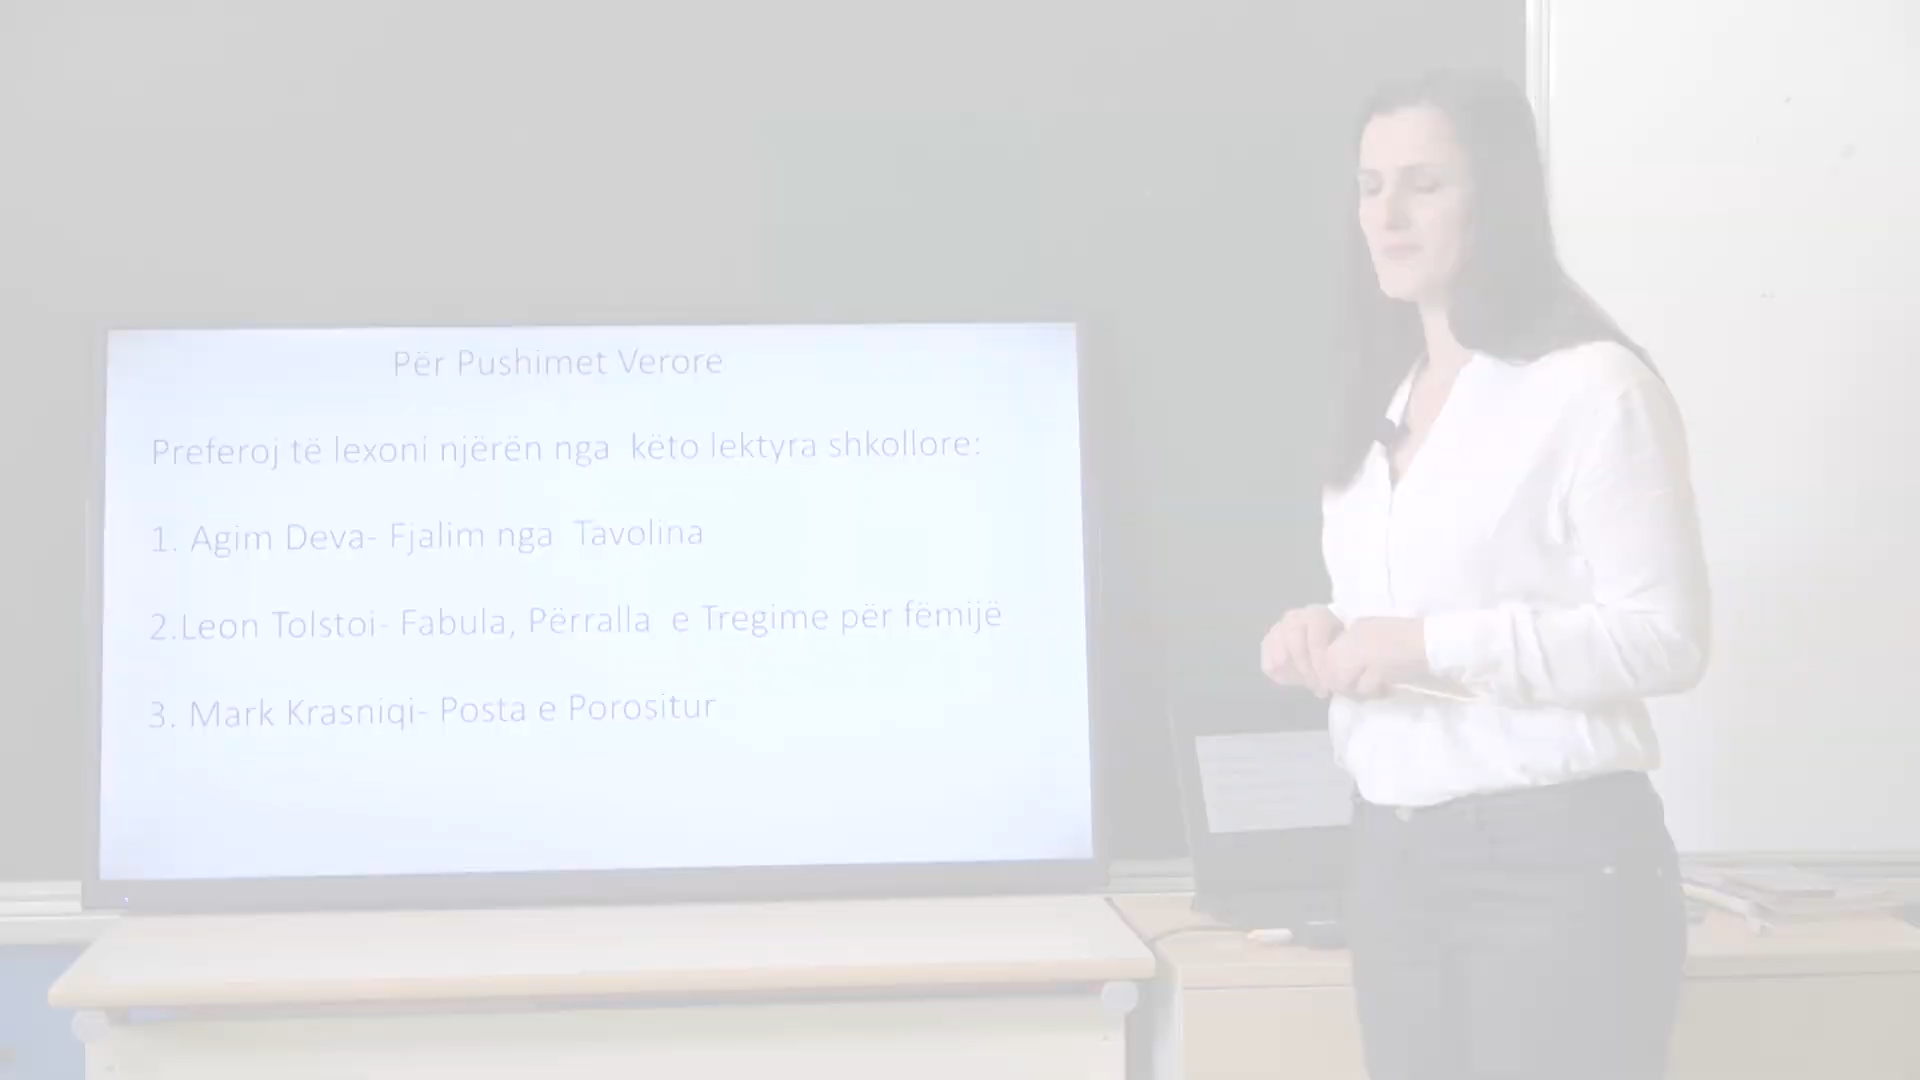 Për Pushimet Verore
Preferoj të lexoni njërën nga këto lektyra shkollore:
1. Agim Deva- Fjalim nga Tavolina
2.Leon Tolstoi- Fabula, Përralla e Tregime për fëmijë
3. Mark Krasniqi- Posta e Porositur